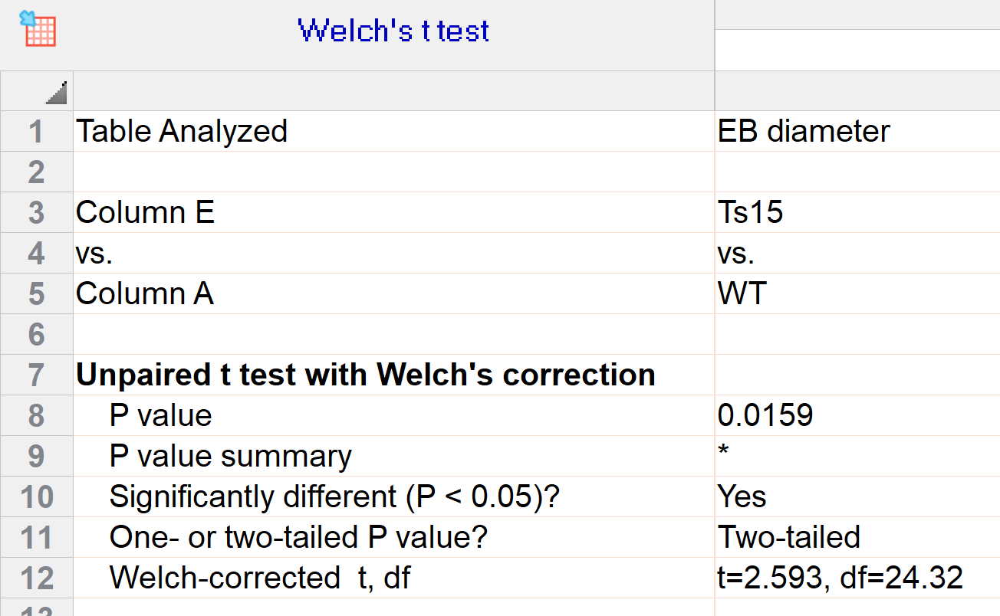 Welch's t test
1 Table Analyzed EB diameter
2
3 Column E Ts15
4 vs. vs.
5 Column A WT
6
7 Unpaired t test with Welch's correction
8 P value 0.0159
9 P value summary *
10 Significantly different (P < 0.05)? Yes
11 One- or two-tailed P value? Two-tailed
12 Welch-corrected  t, df t=2.593, df=24.32